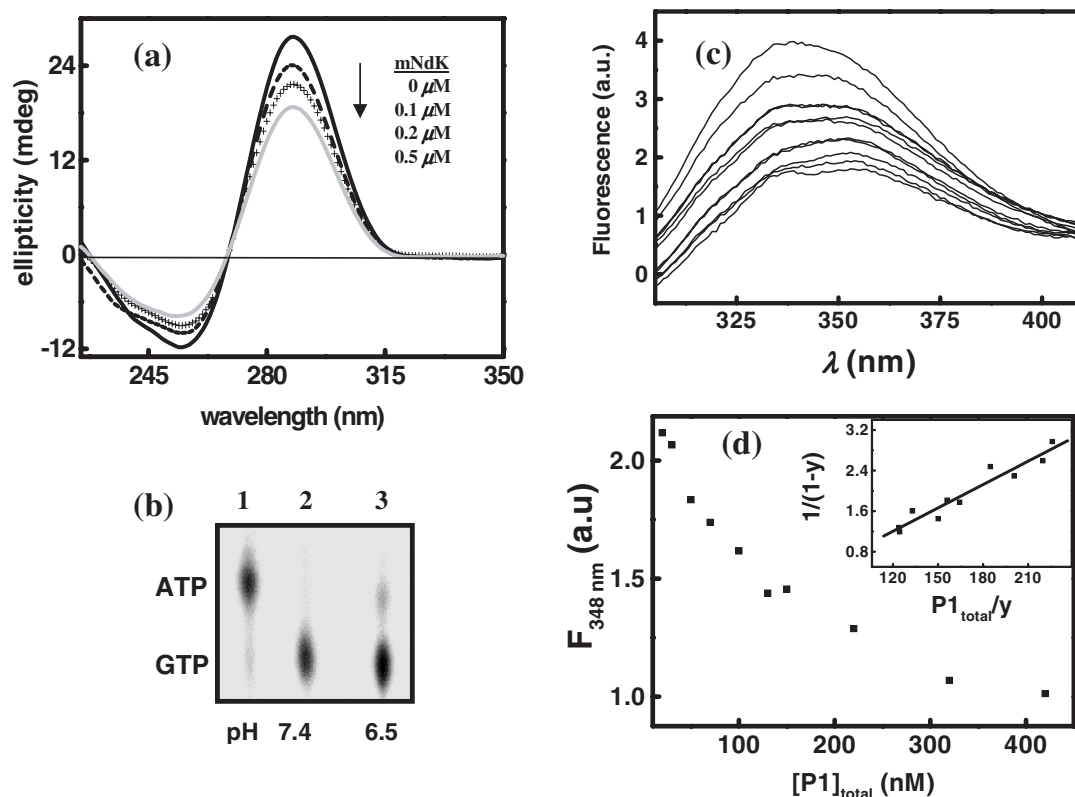 (a)
mNdK
0 μM
0.1 μM
0.2 μM
0.5 μM
24
12
0
-12
ellipticity (mdeg)
245 280 315 350
wavelength (nm)
(b)
1 2 3
ATP
GTP
pH 7.4 6.5
(c)
4
3
2
1
0
Fluorescence (a.u.)
325 350 375 400
λ (nm)
(d)
2.0
1.5
1.0
F348 nm (a.u)
100 200 300 400
[P1]total (nM)
3.2
2.4
1.6
0.8
1/(1-y)
120 150 180 210
P1total/y